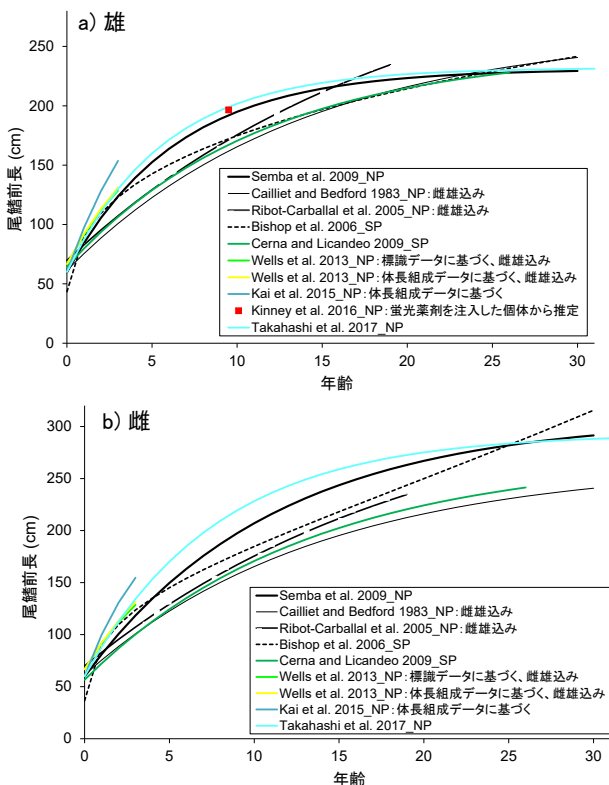 a) 雄
250
200
150
100
50
0
尾鰭前長 (cm)
Semba et al. 2009_NP
Cailliet and Bedford 1983_NP：雌雄込み
Ribot-Carballal et al. 2005_NP：雌雄込み
Bishop et al. 2006_SP
Cerna and Licandeo 2009_SP
Wells et al. 2013_NP：標識データに基づく、雌雄込み
Wells et al. 2013_NP：体長組成データに基づく、雌雄込み
Kai et al. 2015_NP：体長組成データに基づく
Kinney et al. 2016_NP：蛍光薬剤を注入した個体から推定
Takahashi et al. 2017_NP
0 5 10 15 20 25 30
年齢
b) 雌
300
250
200
150
100
50
0
尾鰭前長 (cm)
Semba et al. 2009_NP
Cailliet and Bedford 1983_NP：雌雄込み
Ribot-Carballal et al. 2005_NP：雌雄込み
Bishop et al. 2006_SP
Cerna and Licandeo 2009_SP
Wells et al. 2013_NP：標識データに基づく、雌雄込み
Wells et al. 2013_NP：体長組成データに基づく、雌雄込み
Kai et al. 2015_NP：体長組成データに基づく
Takahashi et al. 2017_NP
0 5 10 15 20 25 30
年齢